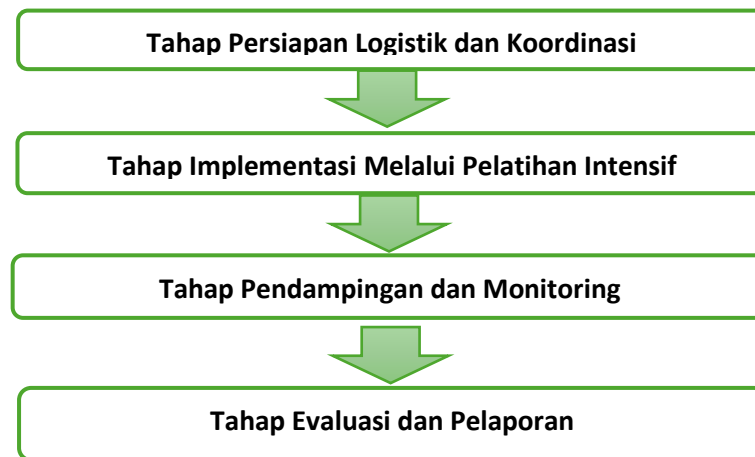 Tahap Persiapan Logistik dan Koordinasi
Tahap Implementasi Melalui Pelatihan Intensif
Tahap Pendampingan dan Monitoring
Tahap Evaluasi dan Pelaporan